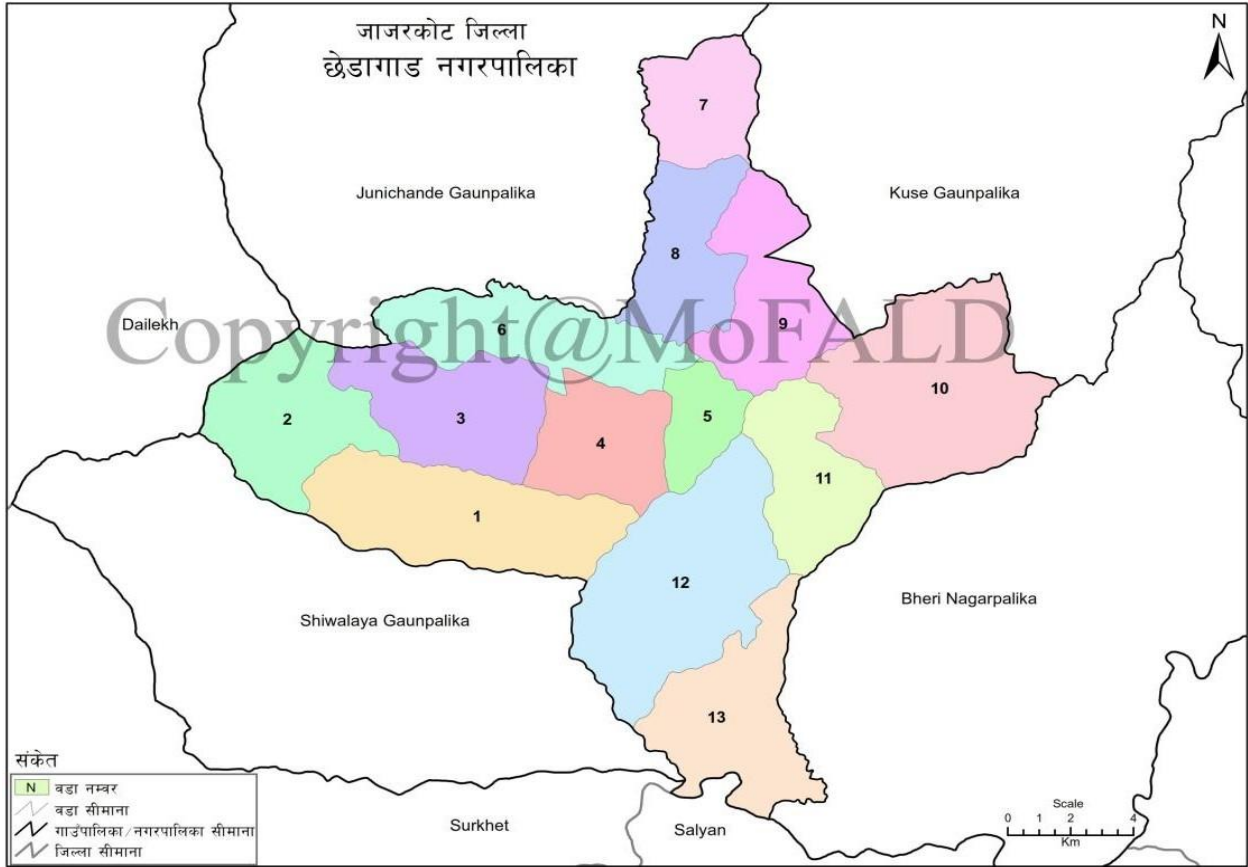 जाजरकोट जिल्ला
छेडागाड नगरपालिका
N
7
Junichande Gaunpalika
Kuse Gaunpalika
8
Dailekh
6
9
Copyright@MoFALD
10
2
3
4
5
11
1
12
Shiwalaya Gaunpalika
Bheri Nagarpalika
13
संकेत
N वडा नम्वर
वडा सीमाना
गाउँपालिका/नगरपालिका सीमाना
जिल्ला सीमाना
Surkhet
Salyan
Scale
0 1 2 4
Km